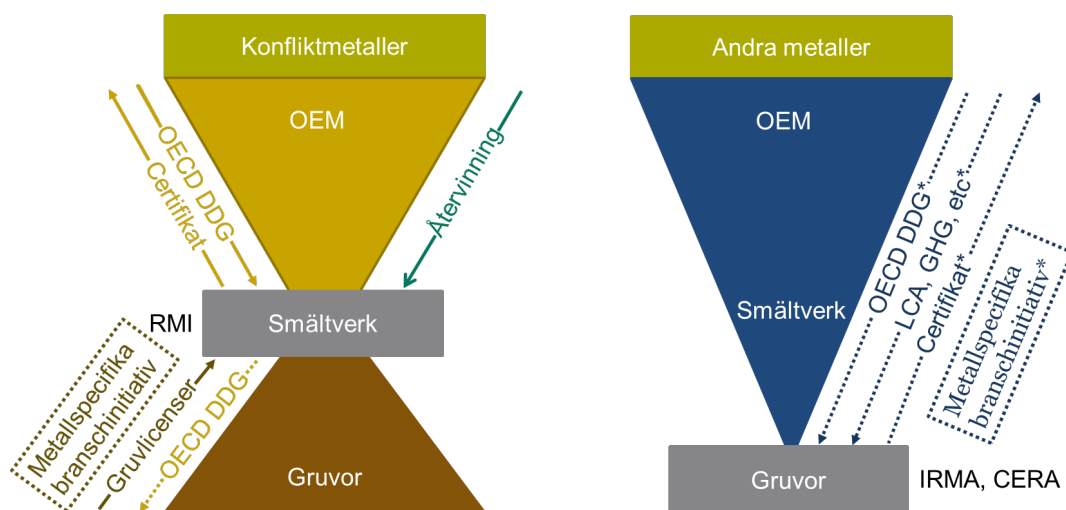 Konfliktmetaller
OEM
OECD DDG
Certifikat
Återvinning
RMI
Smältverk
Metallspecifika
branschinitiativ
Gruvlicenser
OECD DDG
Gruvor
Andra metaller
OEM
Smältverk
OECD DDG*
LCA, GHG, etc*
Certifikat*
Metallspecifika
branschinitiativ*
Gruvor
IRMA, CERA